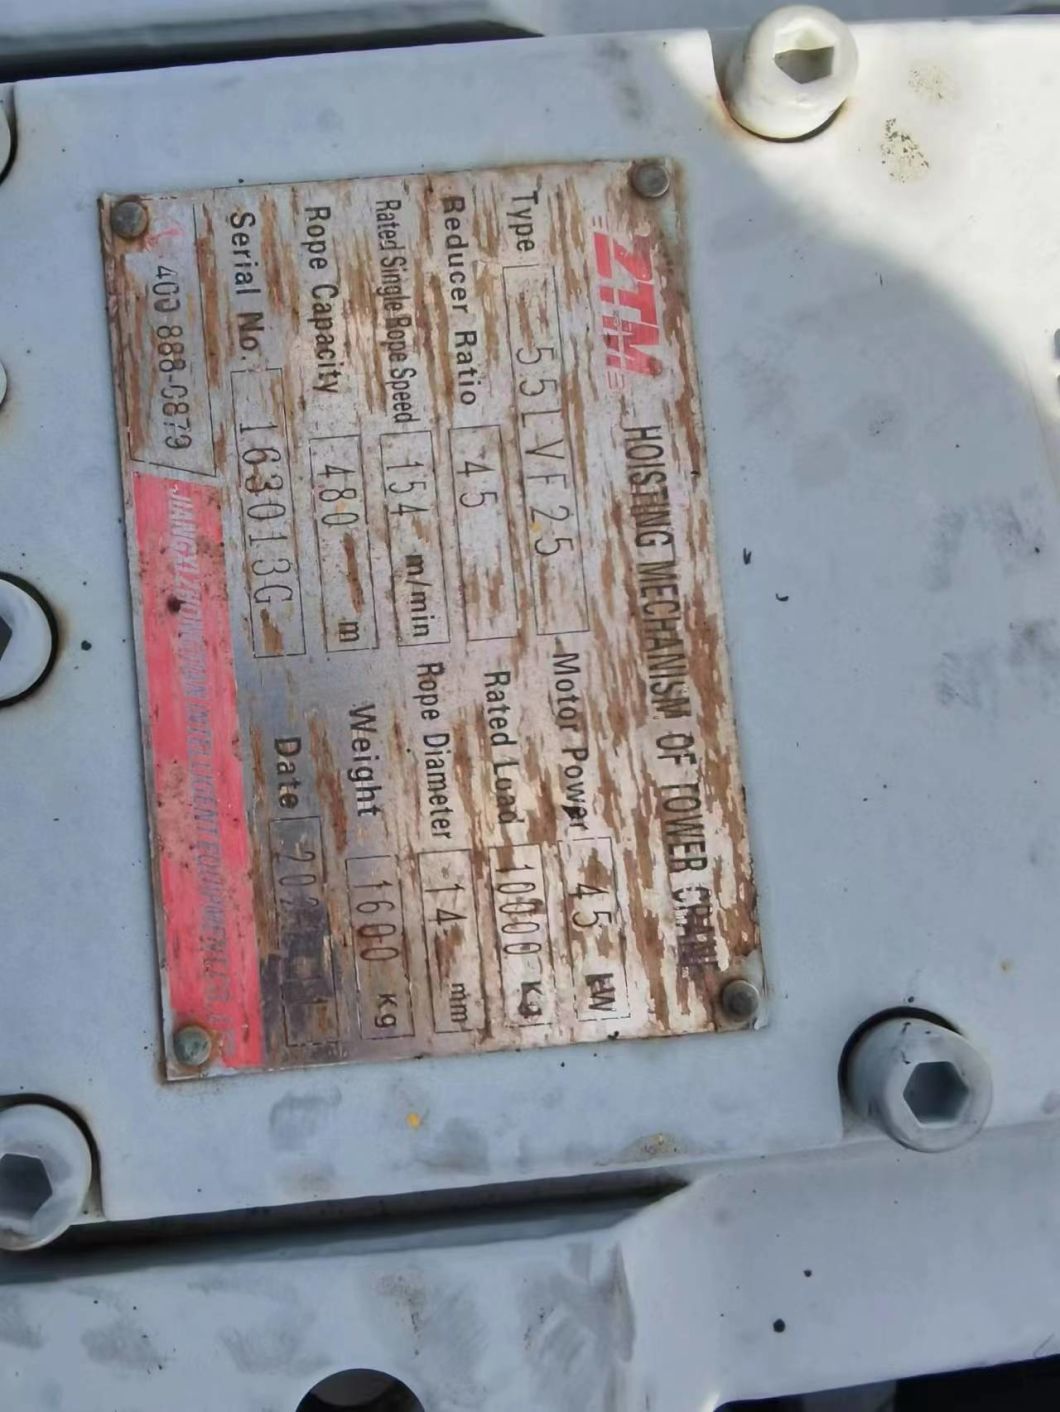 ZTM
HOISTING MECHANISM OF TOWER CRANE
Type 55LVF25 Motor Power 45 kW
Reducer Ratio 45 Rated Load 10000 Kg
Rated Single Rope Speed 154 m/min Rope Diameter 14 mm
Rope Capacity 480 m Weight 1600 Kg
Serial No. 163013G Date
400-888-0879